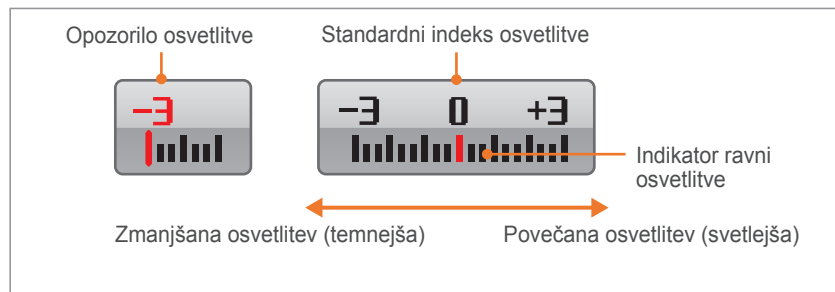 Opozorilo osvetlitve
Standardni indeks osvetlitve
-3
-3 0 +3
Indikator ravni
osvetlitve
Zmanjšana osvetlitev (temnejša)
Povečana osvetlitev (svetlejša)